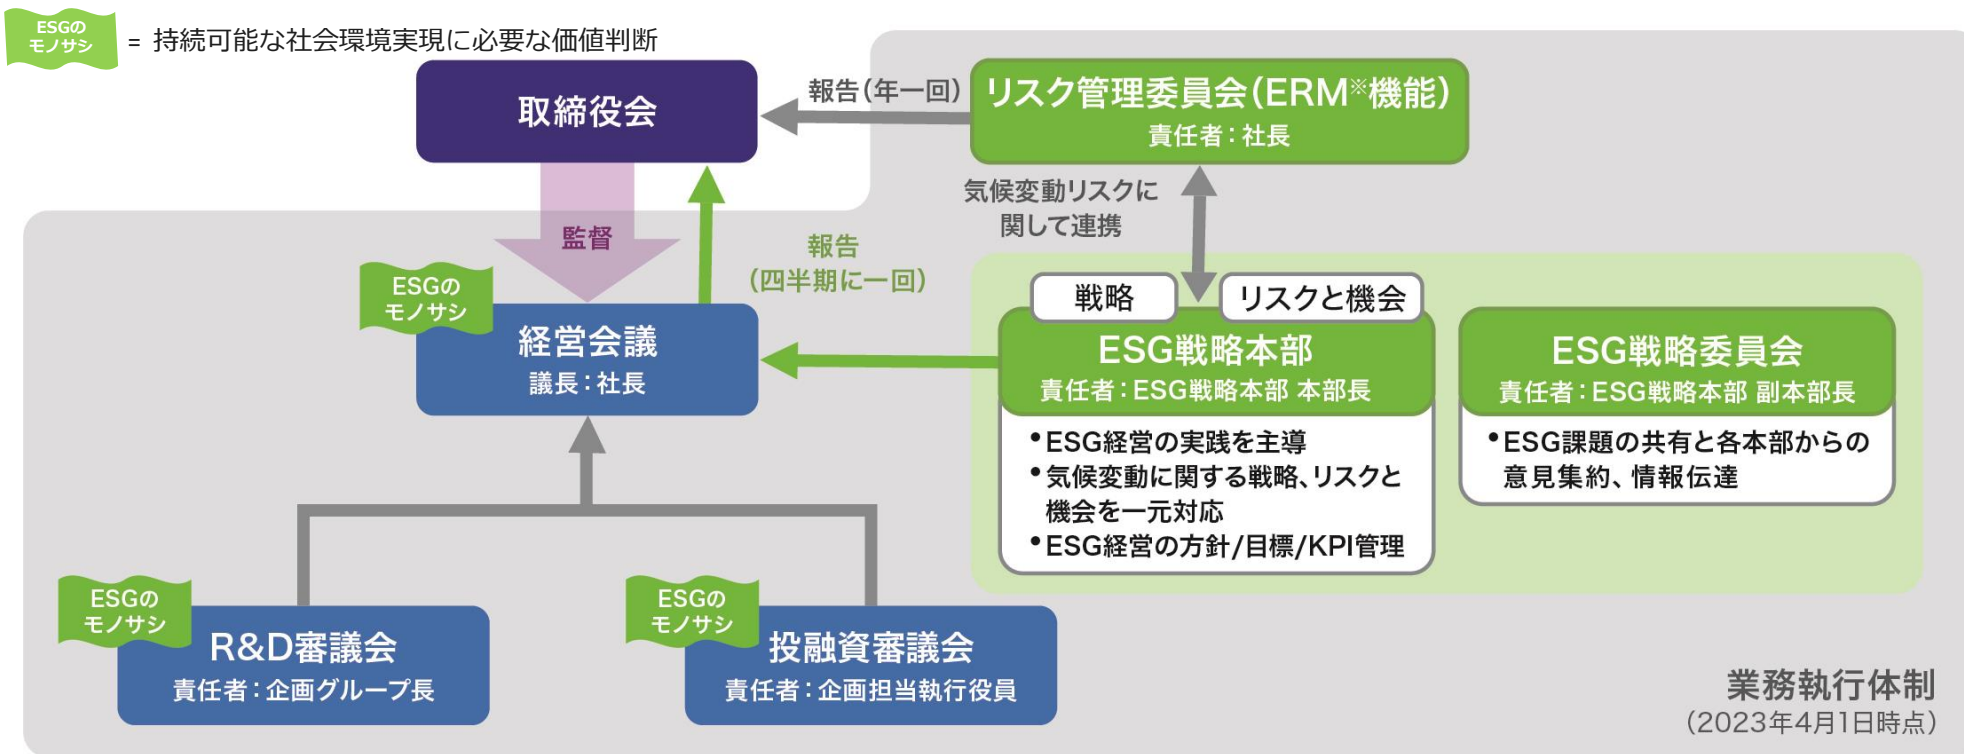 ESGの
モノサシ
= 持続可能な社会環境実現に必要な価値判断
取締役会
報告（年一回）
リスク管理委員会（ERM※機能）
責任者：社長
気候変動リスクに
関して連携
監督
報告
（四半期に一回）
ESGの
モノサシ
経営会議
議長：社長
戦略
リスクと機会
ESG戦略本部
責任者：ESG戦略本部 本部長
•ESG経営の実践を主導
•気候変動に関する戦略、リスクと
機会を一元対応
•ESG経営の方針/目標/KPI管理
ESG戦略委員会
責任者：ESG戦略本部 副本部長
•ESG課題の共有と各本部からの
意見集約、情報伝達
ESGの
モノサシ
R&D審議会
責任者：企画グループ長
ESGの
モノサシ
投融資審議会
責任者：企画担当執行役員
業務執行体制
（2023年4月1日時点）